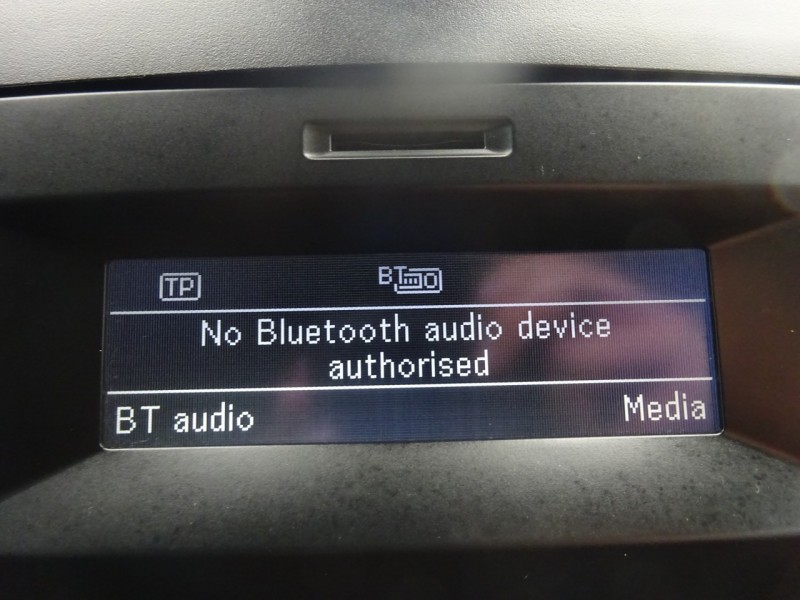 TP BT
No Bluetooth audio device
authorised
BT audio Media